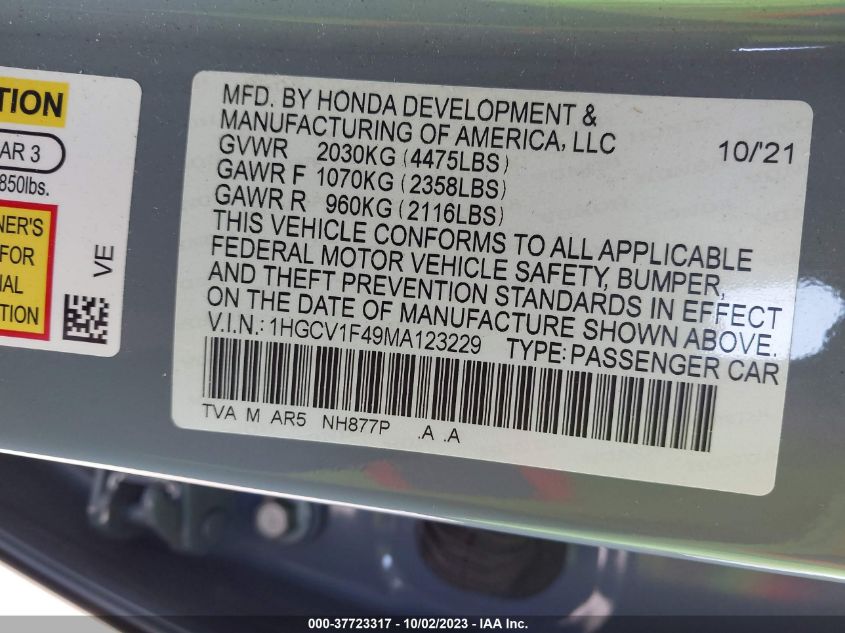 TION
AR 3
850lbs.
NER'S
FOR
IAL
TION
VE
MFD. BY HONDA DEVELOPMENT &
MANUFACTURING OF AMERICA, LLC
10/'21
GVWR 2030KG (4475LBS)
GAWR F 1070KG (2358LBS)
GAWR R 960KG (2116LBS)
THIS VEHICLE CONFORMS TO ALL APPLICABLE
FEDERAL MOTOR VEHICLE SAFETY, BUMPER,
AND THEFT PREVENTION STANDARDS IN EFFECT
ON THE DATE OF MANUFACTURE SHOWN ABOVE.
V.I.N.: 1HGCV1F49MA123229 TYPE: PASSENGER CAR
TVA M AR5 NH877P .A .A
000-37723317 - 10/02/2023 - IAA Inc.